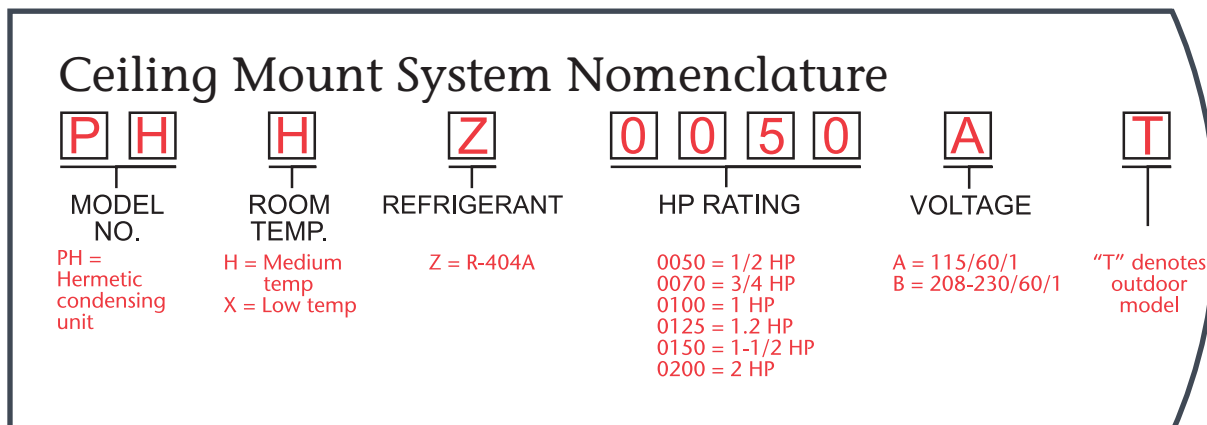 Ceiling Mount System Nomenclature
P H H Z 0 0 5 0 A T
MODEL NO.
ROOM TEMP.
REFRIGERANT
HP RATING
VOLTAGE
PH =
Hermetic
condensing
unit
H = Medium
temp
X = Low temp
Z = R-404A
0050 = 1/2 HP
0070 = 3/4 HP
0100 = 1 HP
0125 = 1.2 HP
0150 = 1-1/2 HP
0200 = 2 HP
A = 115/60/1
B = 208-230/60/1
“T” denotes
outdoor
model